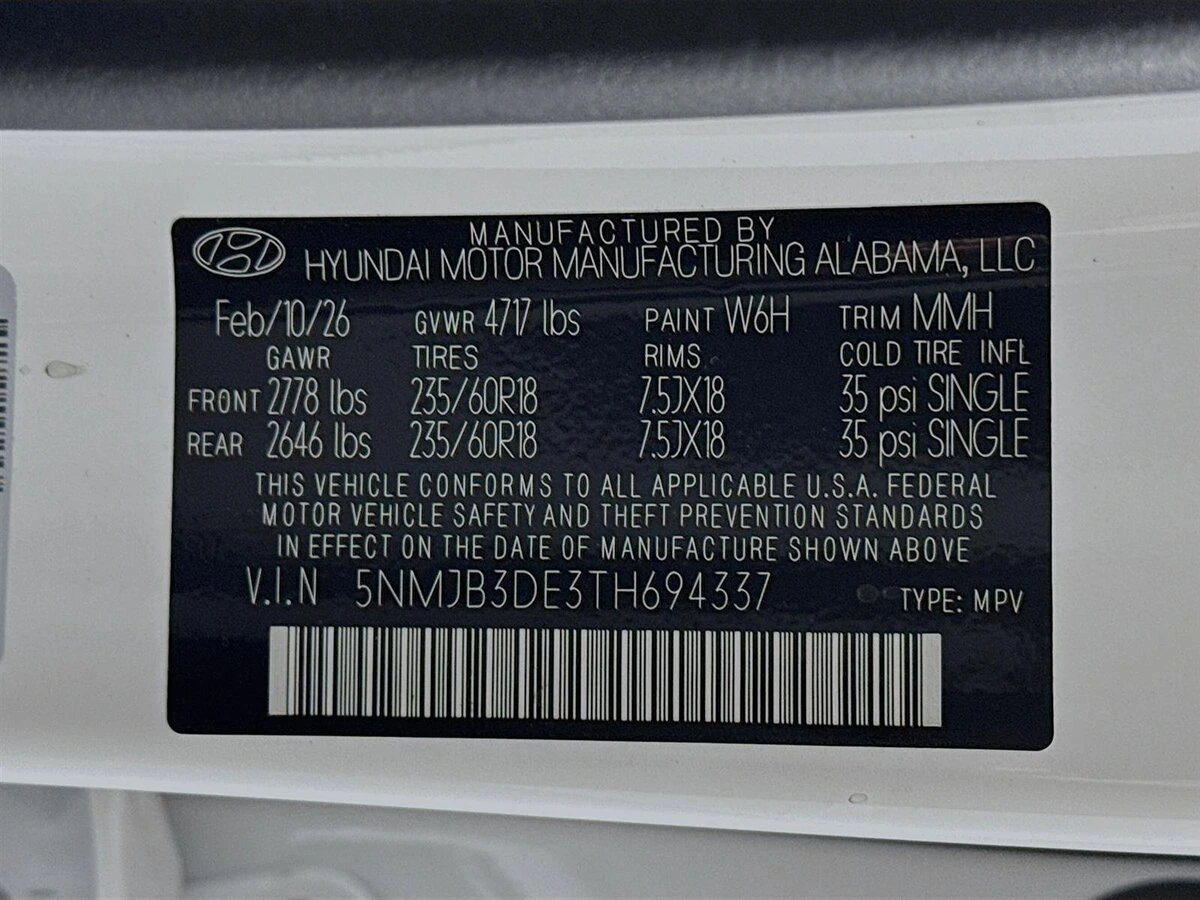 MANUFACTURED BY
HYUNDAI MOTOR MANUFACTURING ALABAMA, LLC
Feb/10/26 GVWR 4717 lbs PAINT W6H TRIM MMH
GAWR TIRES RIMS COLD TIRE INFL
FRONT 2778 lbs 235/60R18 7.5JX18 35 psi SINGLE
REAR 2646 lbs 235/60R18 7.5JX18 35 psi SINGLE
THIS VEHICLE CONFORMS TO ALL APPLICABLE U.S.A. FEDERAL
MOTOR VEHICLE SAFETY AND THEFT PREVENTION STANDARDS
IN EFFECT ON THE DATE OF MANUFACTURE SHOWN ABOVE
V.I.N 5NMJB3DE3TH694337 TYPE: MPV